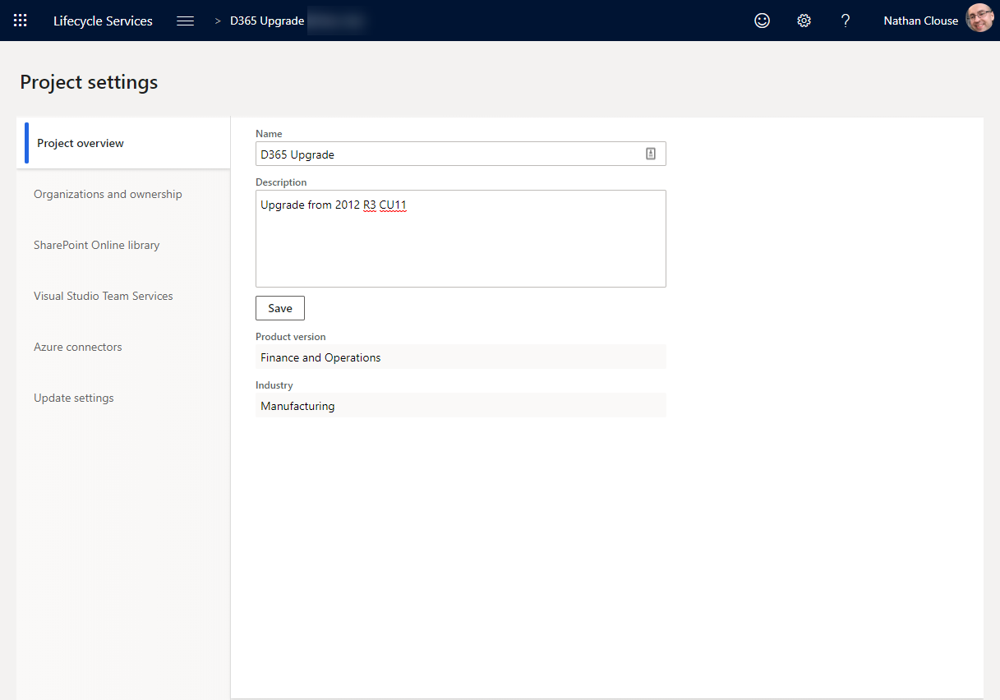 Lifecycle Services > D365 Upgrade ? Nathan Clouse
Project settings
Project overview
Organizations and ownership
SharePoint Online library
Visual Studio Team Services
Azure connectors
Update settings
Name
D365 Upgrade
Description
Upgrade from 2012 R3 CU11
Save
Product version
Finance and Operations
Industry
Manufacturing